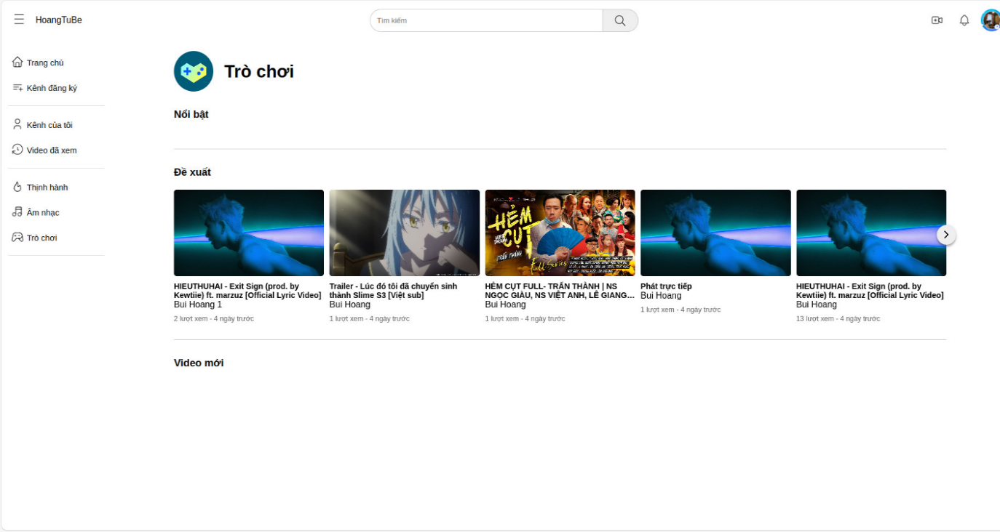 HoangTuBe
Tìm kiếm
Trang chủ
Kênh đăng ký
Kênh của tôi
Video đã xem
Thịnh hành
Âm nhạc
Trò chơi
Trò chơi
Nổi bật
Đề xuất
HIEUTHUHAI - Exit Sign (prod. by
Kewtiie) ft. marzuz [Official Lyric Video]
Bui Hoang 1
2 lượt xem - 4 ngày trước
Trailer - Lúc đó tôi đã chuyển sinh
thành Slime S3 [Việt sub]
Bui Hoang
1 lượt xem - 4 ngày trước
HẺM
CỤT
TRẤN THÀNH
Full Series
HẺM CỤT FULL- TRẤN THÀNH | NS
NGỌC GIÀU, NS VIỆT ANH, LÊ GIANG...
Bui Hoang
1 lượt xem - 4 ngày trước
Phát trực tiếp
Bui Hoang
1 lượt xem - 4 ngày trước
HIEUTHUHAI - Exit Sign (prod. by
Kewtiie) ft. marzuz [Official Lyric Video]
Bui Hoang
13 lượt xem - 4 ngày trước
Video mới